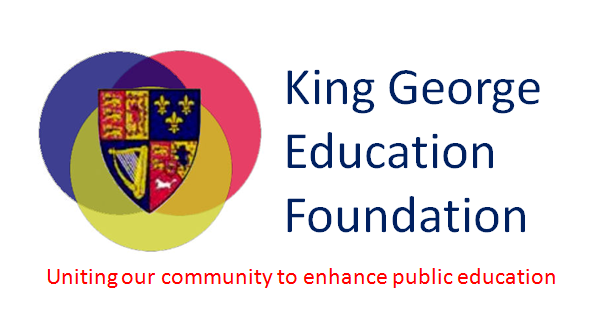 King George
Education
Foundation
Uniting our community to enhance public education